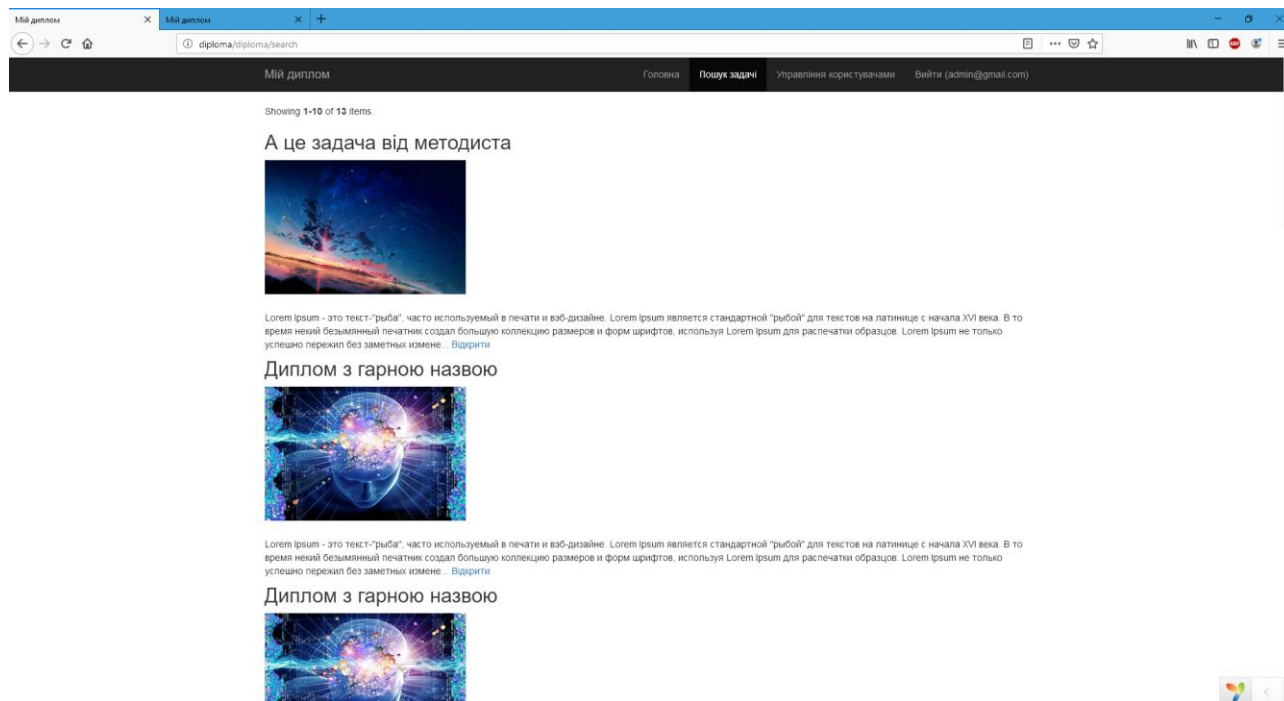 Мій диплом
Мій диплом
diploma/diploma/search
Мій диплом
Головна
Пошук задачі
Управління користувачами
Вийти (admin@gmail.com)
Showing 1-10 of 13 items.
А це задача від методиста
Lorem Ipsum - это текст-"рыба", часто используемый в печати и вэб-дизайне. Lorem Ipsum является стандартной "рыбой" для текстов на латинице с начала XVI века. В то
время некий безымянный печатник создал большую коллекцию размеров и форм шрифтов, используя Lorem Ipsum для распечатки образцов. Lorem Ipsum не только
успешно пережил без заметных измене... Відкрити
Диплом з гарною назвою
Lorem Ipsum - это текст-"рыба", часто используемый в печати и вэб-дизайне. Lorem Ipsum является стандартной "рыбой" для текстов на латинице с начала XVI века. В то
время некий безымянный печатник создал большую коллекцию размеров и форм шрифтов, используя Lorem Ipsum для распечатки образцов. Lorem Ipsum не только
успешно пережил без заметных измене... Відкрити
Диплом з гарною назвою